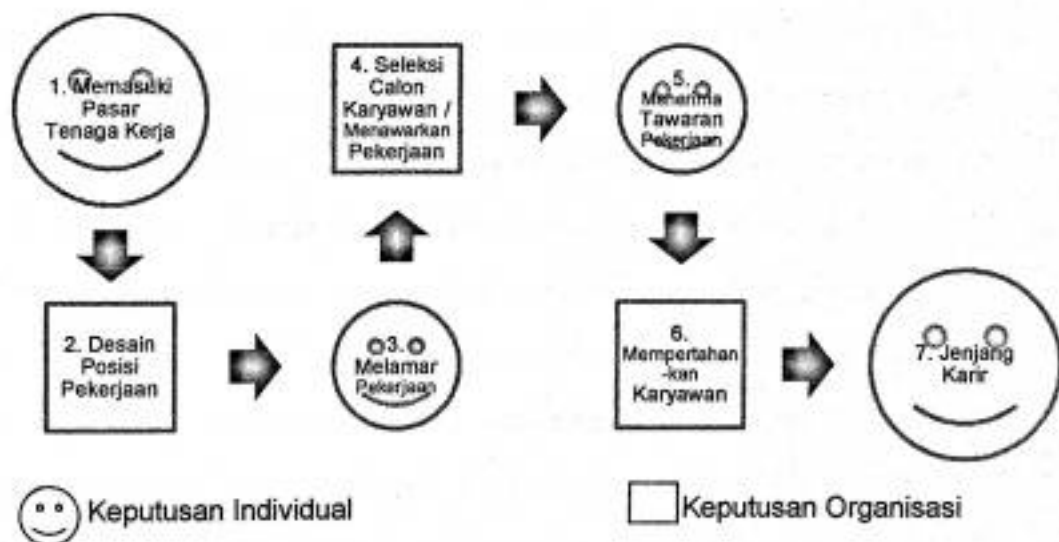 1. Memasuki
Pasar
Tenaga Kerja
2. Desain
Posisi
Pekerjaan
3.
Melamar
Pekerjaan
4. Seleksi
Calon
Karyawan /
Menawarkan
Pekerjaan
5.
Menerima
Tawaran
Pekerjaan
6.
Mempertahan
-kan
Karyawan
7. Jenjang
Karir
Keputusan Individual
Keputusan Organisasi